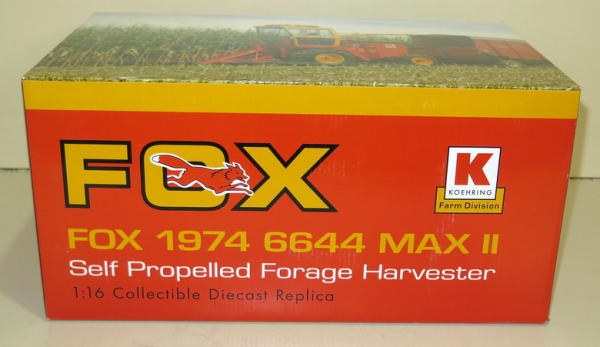 FOX
K
KOEHRING
Farm Division
FOX 1974 6644 MAX II
Self Propelled Forage Harvester
1:16 Collectible Diecast Replica